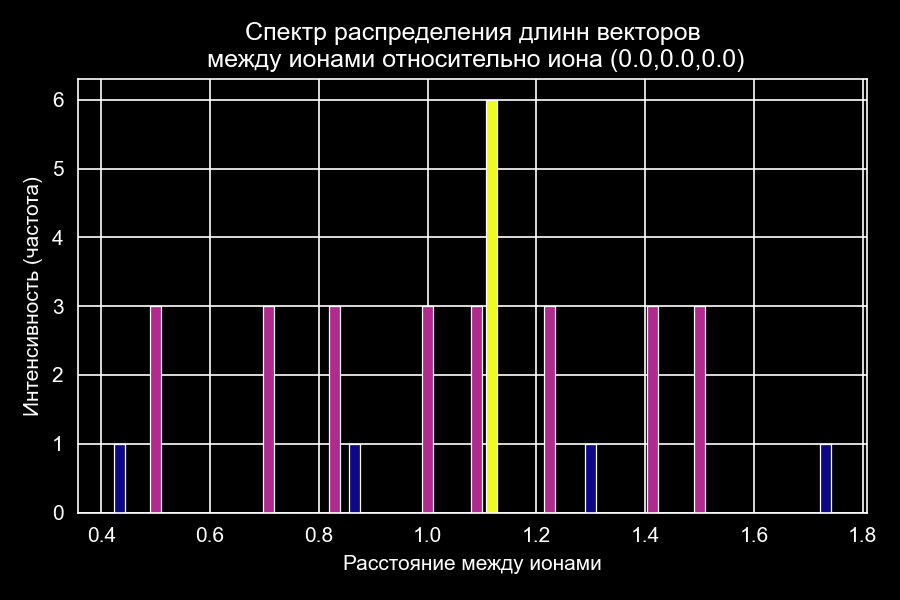 Спектр распределения длинн векторов
между ионами относительно иона (0.0,0.0,0.0)
Интенсивность (частота)
6
5
4
3
2
1
0
0.4 0.6 0.8 1.0 1.2 1.4 1.6 1.8
Расстояние между ионами